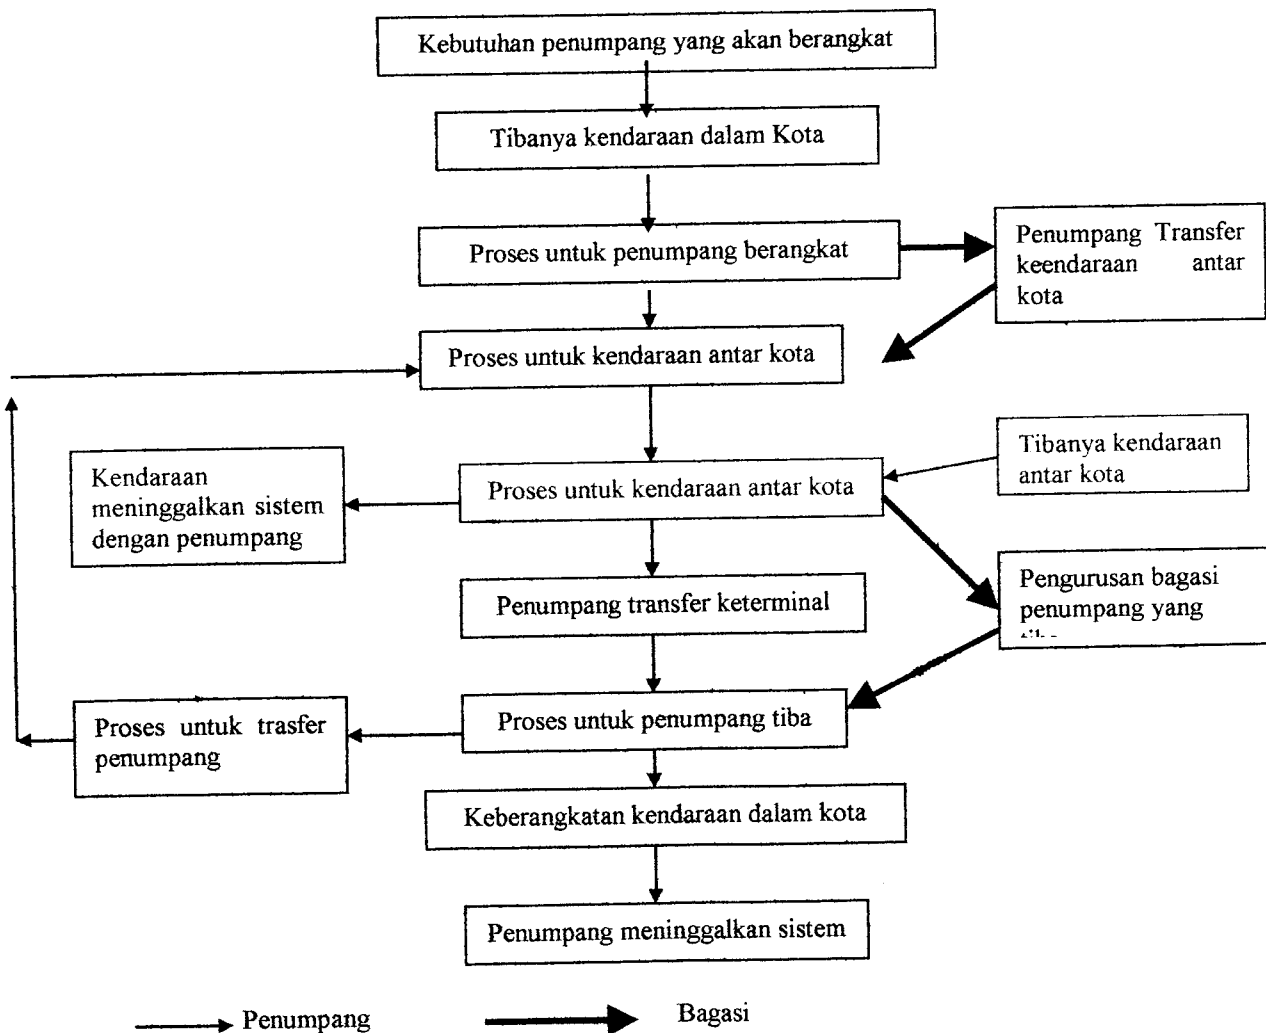 Kebutuhan penumpang yang akan berangkat
Tibanya kendaraan dalam Kota
Proses untuk penumpang berangkat
Penumpang Transfer
keendaraan antar
kota
Proses untuk kendaraan antar kota
Tibanya kendaraan
antar kota
Kendaraan
meninggalkan sistem
dengan penumpang
Proses untuk kendaraan antar kota
Pengurusan bagasi
penumpang yang
Penumpang transfer keterminal
Proses untuk trasfer
penumpang
Proses untuk penumpang tiba
Keberangkatan kendaraan dalam kota
Penumpang meninggalkan sistem
Penumpang
Bagasi